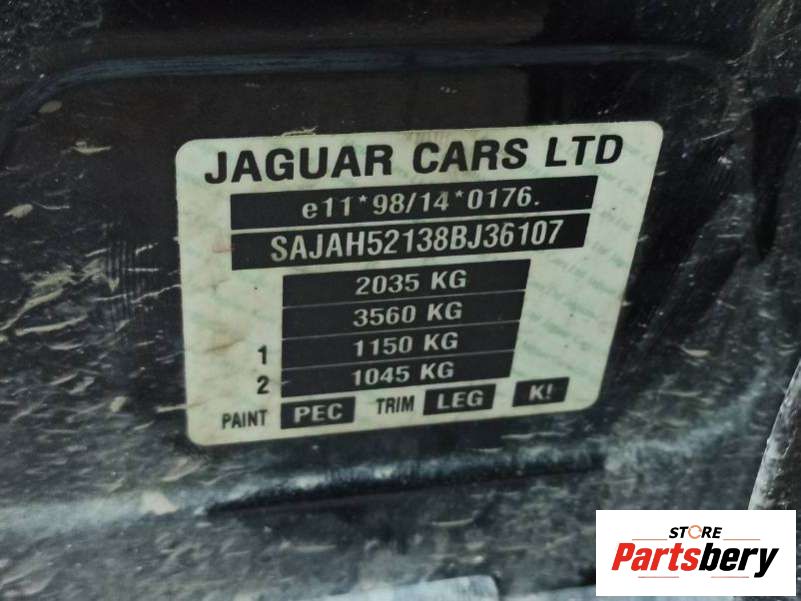 JAGUAR CARS LTD
e11*98/14*0176.
SAJAH52138BJ36107
2035 KG
3560 KG
1 1150 KG
2 1045 KG
PAINT PEC TRIM LEG K!
STORE
Partsbery